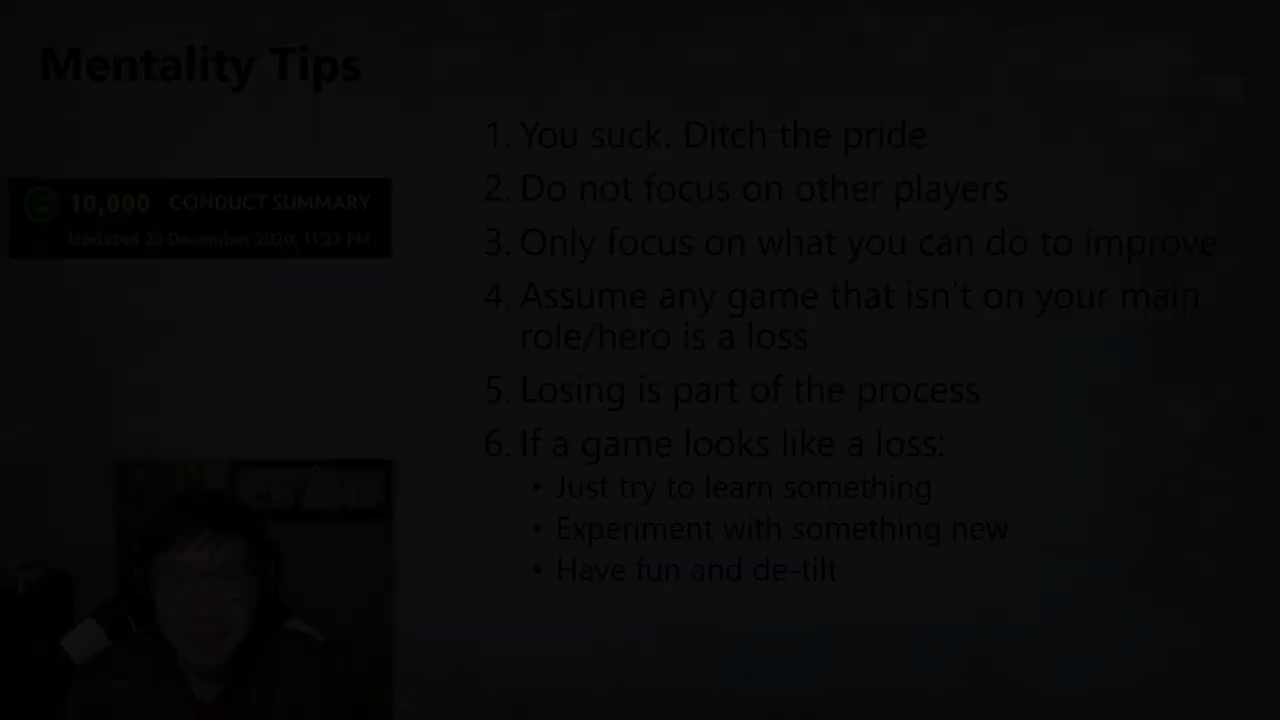 Mentality Tips
1. You suck. Ditch the pride
2. Do not focus on other players
10,000 CONDUCT SUMMARY
Updated 23 December 2020, 11:23 PM
3. Only focus on what you can do to improve
4. Assume any game that isn't on your main
role/hero is a loss
5. Losing is part of the process
6. If a game looks like a loss:
• Just try to learn something
• Experiment with something new
• Have fun and de-tilt